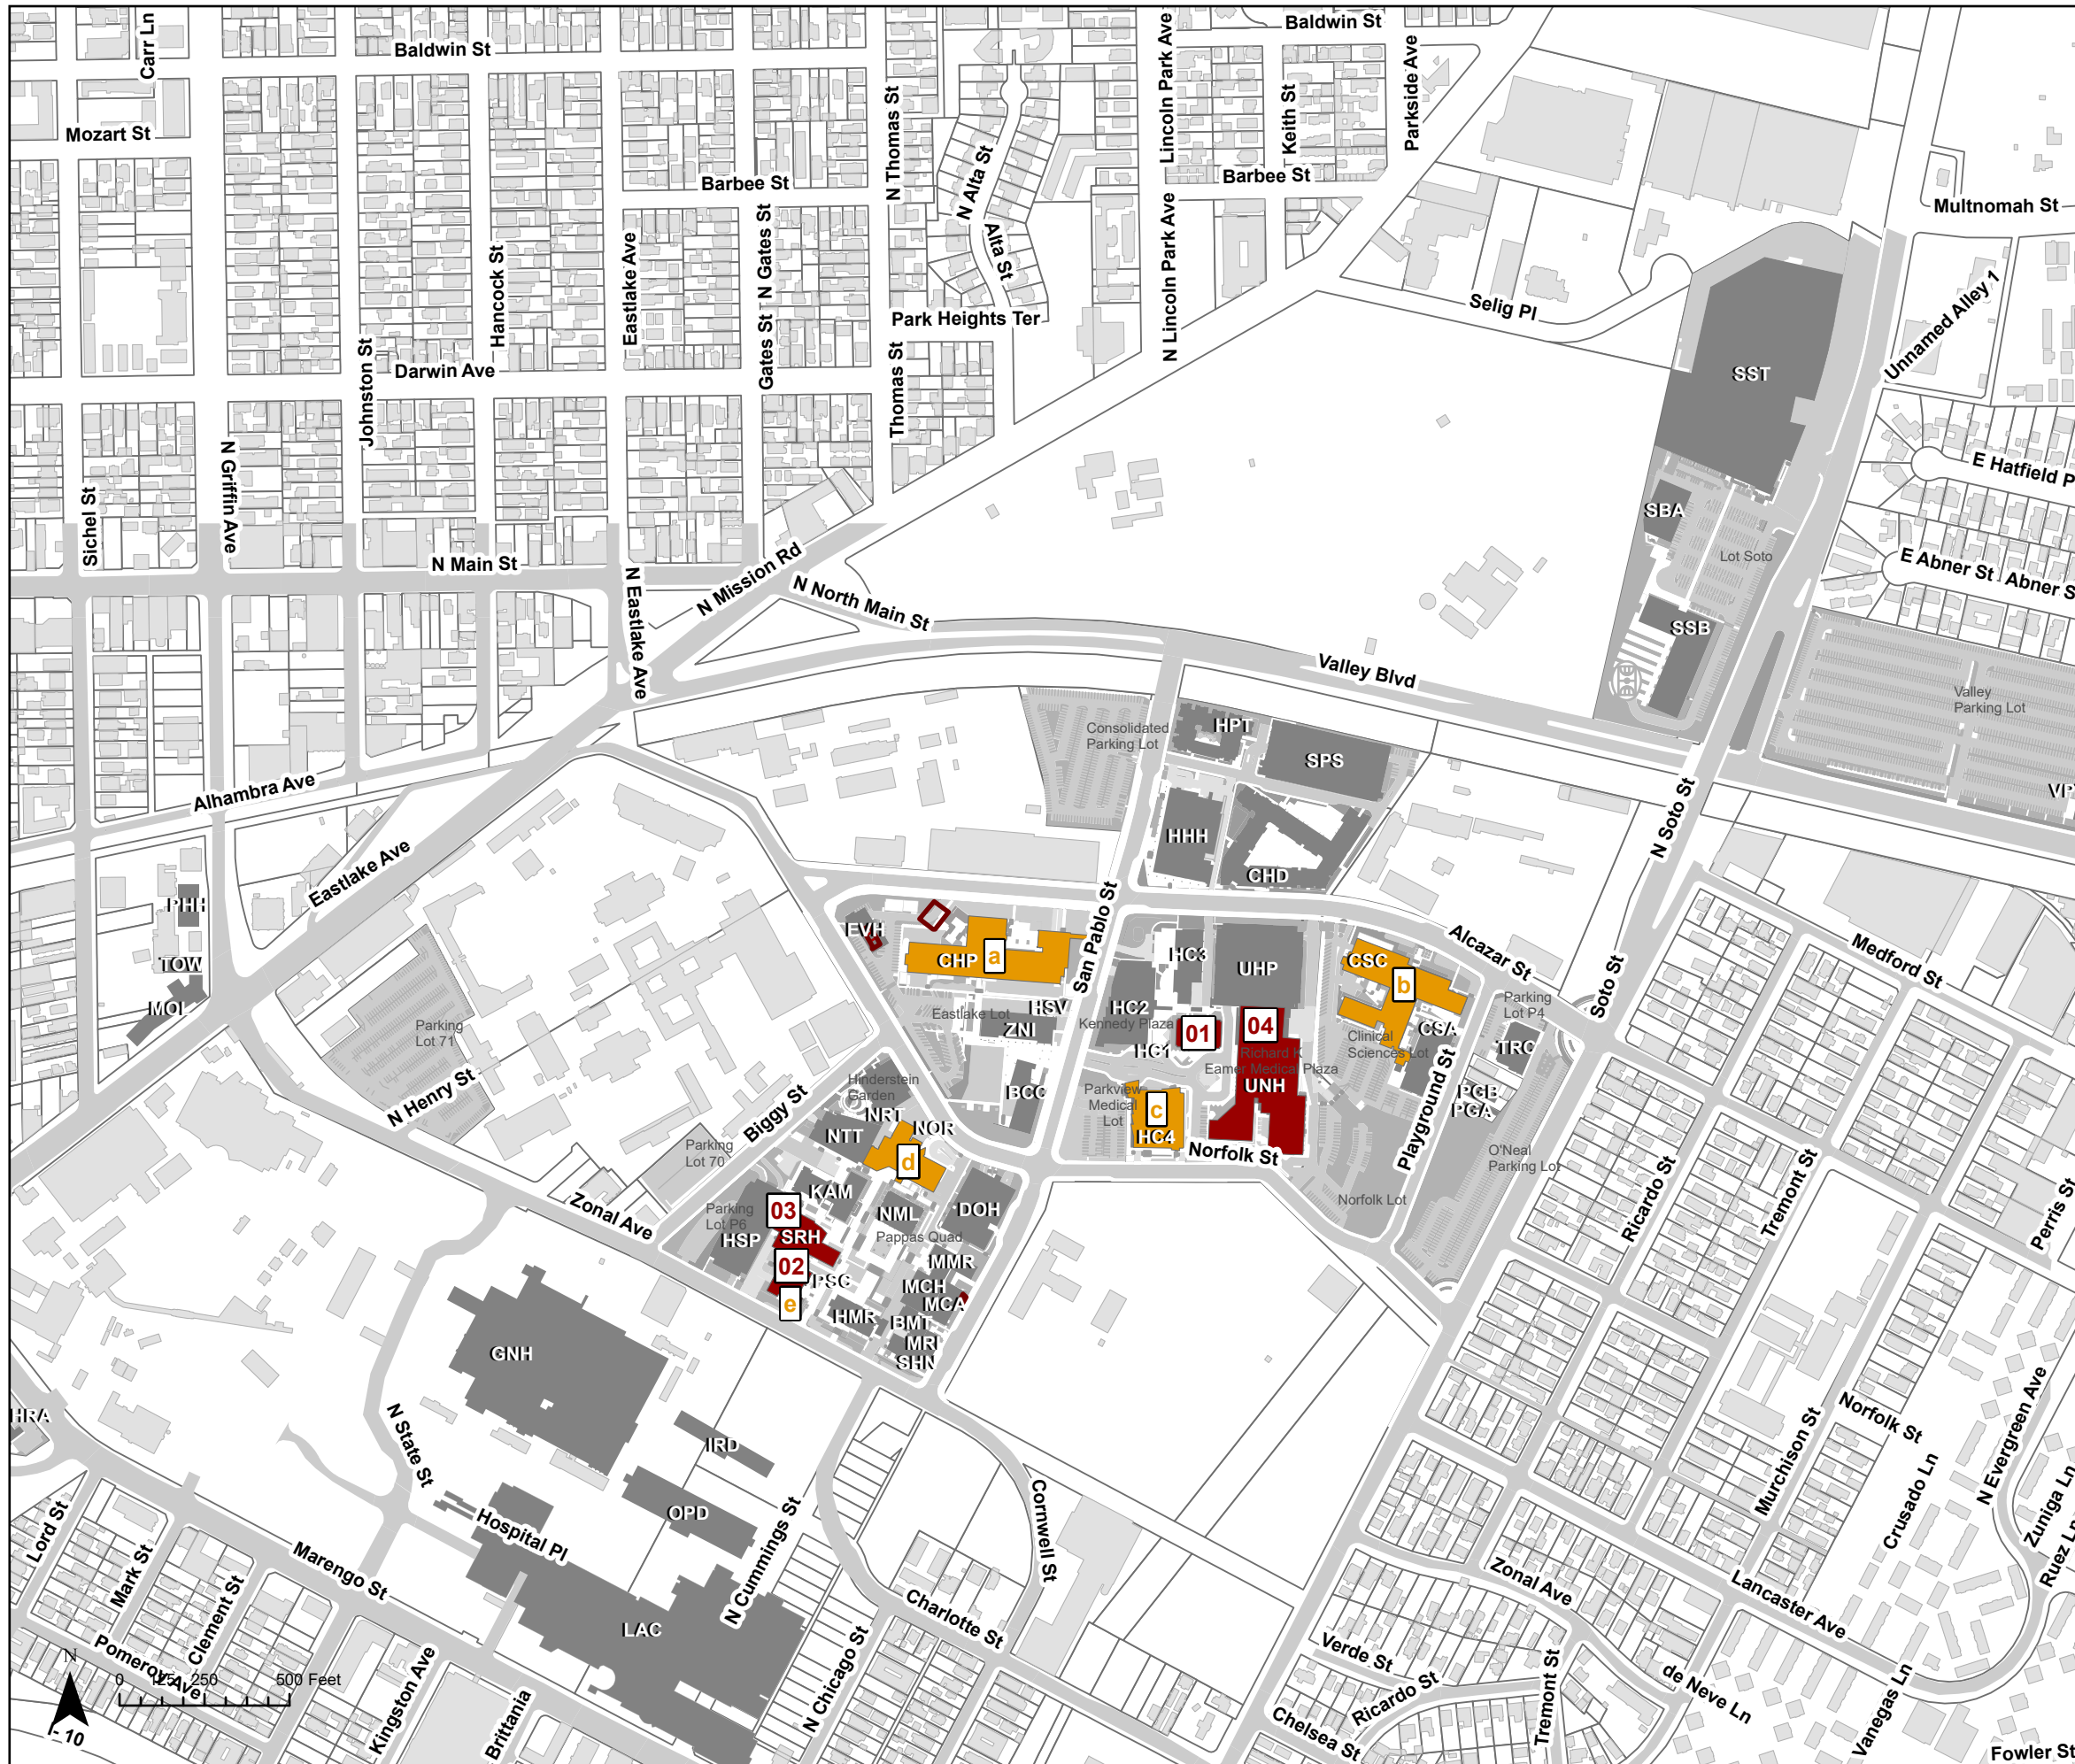 Carr Ln
Baldwin St
N Lincoln Park Ave
Baldwin St
Parkside Ave
Mozart St
Barbee St
N Thomas St
N Alta St
Keith St
Barbee St
Multnomah St
Johnston St
Hancock St
Eastlake Ave
Gates St
N Gates St
Alta St
N Lincoln Park Ave
Park Heights Ter
Selig Pl
Unnamed Alley 1
Darwin Ave
Thomas St
SST
Sichel St
N Griffin Ave
E Hatfield P
SBA
Lot Soto
N Main St
E Abner St
Abner S
N Eastlake Ave
N Mission Rd
N North Main St
SSB
Valley Blvd
Valley
Parking Lot
Consolidated
Parking Lot
HPT
SPS
Alhambra Ave
N Soto St
VP
HHH
CHD
Eastlake Ave
PHH
EVH
CHP
a
San Pablo St
HC3
UHP
CSC
b
Alcazar St
Medford St
TOW
MOL
Parking
Lot 71
Eastlake Lot
HSV
ZNI
HC2
Kennedy Plaza
01
HC1
04
Richard K
Eamer Medical Plaza
UNH
Clinical
Sciences Lot
CSA
Parking
Lot P4
TRC
Soto St
Hinderstein
Garden
NRT
BCC
Parkview
Medical
Lot
c
HC4
Norfolk St
Playground St
PGB
PGA
N Henry St
Biggy St
NTT
NOR
d
Parking
Lot 70
O'Neal
Parking Lot
Norfolk Lot
Ricardo St
Tremont St
Perris St
Zonal Ave
KAM
03
Parking
Lot P6
HSP
SRH
NML
Pappas Quad
DOH
02
PSC
e
MMR
MCH
MCA
HMR
BMT
MRI
SHN
GNH
HRA
N State St
IRD
OPD
Hospital Pl
N Cummings St
Cornwell St
LAC
Charlotte St
Norfolk St
Murchison St
Crusado Ln
N Evergreen Ave
Zuniga Ln
Ruez Ln
Lord St
Mark St
Clement St
Marengo St
Pomeroy Ave
Kingston Ave
Brittania
N Chicago St
Zonal Ave
Lancaster Ave
Verde St
Ricardo St
Chelsea St
Tremont St
de Neve Ln
Vanegas Ln
Fowler St
N
0 125 250 500 Feet
- 10